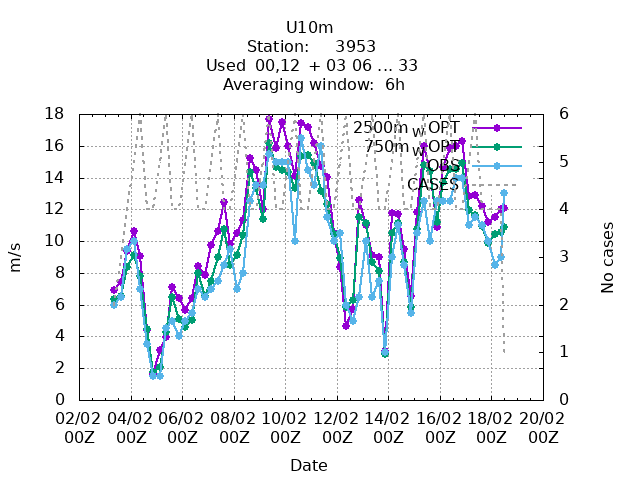 U10m
Station: 3953
Used 00,12 + 03 06 ... 33
Averaging window: 6h
18
16
14
12
10
8
6
4
2
0
m/s
6
5
4
3
2
1
0
No cases
2500m W OPT
750m W OPT
OBS
CASES
02/02 04/02 06/02 08/02 10/02 12/02 14/02 16/02 18/02 20/02
00Z 00Z 00Z 00Z 00Z 00Z 00Z 00Z 00Z 00Z
Date